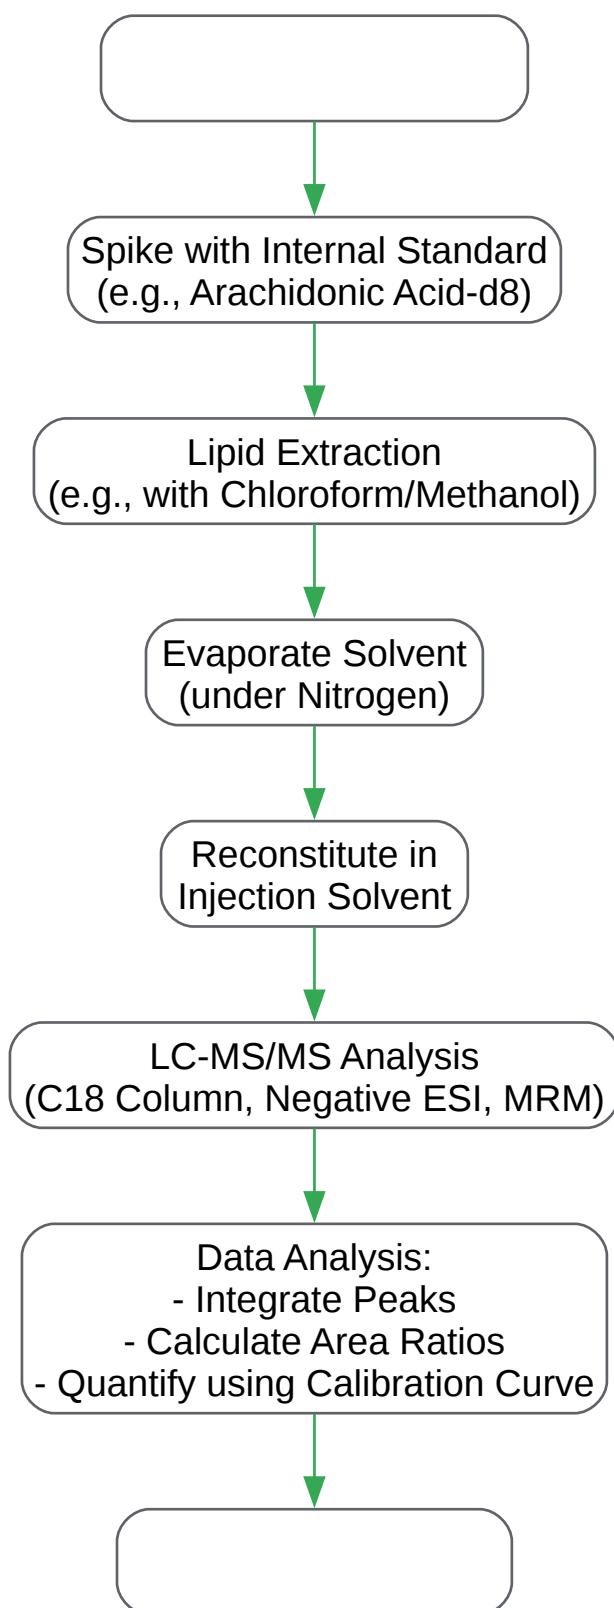 Spike with Internal Standard
(e.g., Arachidonic Acid-d8)
Lipid Extraction
(e.g., with Chloroform/Methanol)
Evaporate Solvent
(under Nitrogen)
Reconstitute in
Injection Solvent
LC-MS/MS Analysis
(C18 Column, Negative ESI, MRM)
Data Analysis:
- Integrate Peaks
- Calculate Area Ratios
- Quantify using Calibration Curve